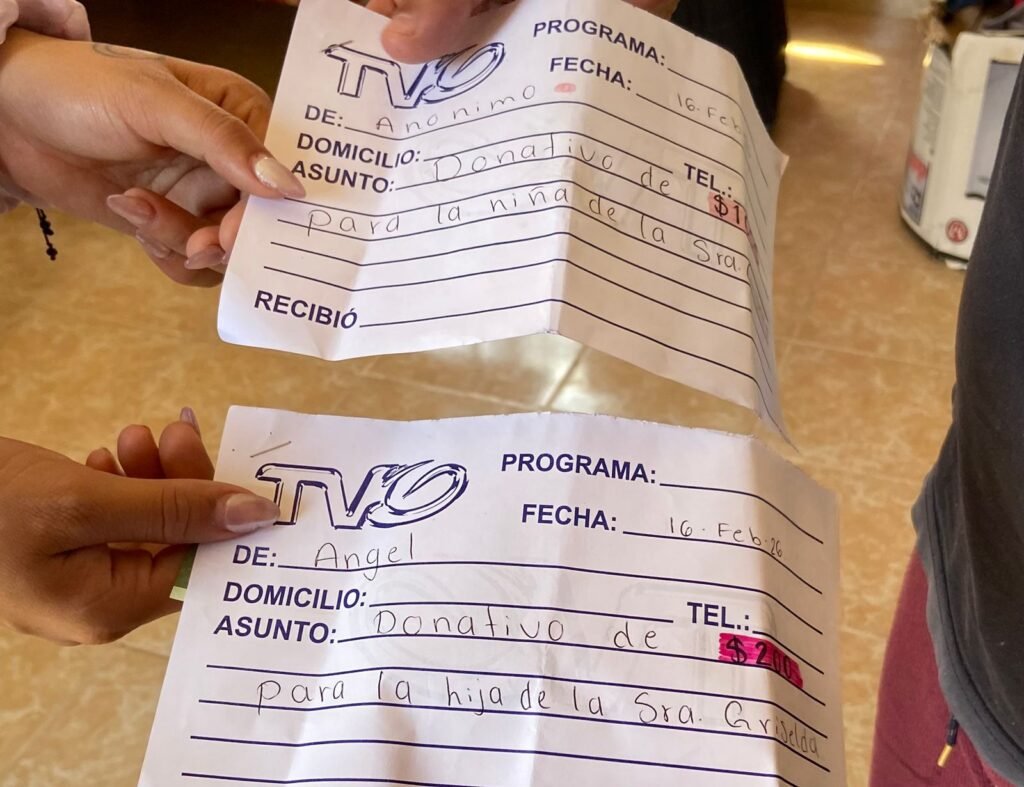 TVO
PROGRAMA:
FECHA: 16-Feb
DE: Anonimo
DOMICILIO:
TEL.:
ASUNTO: Donativo de $1
para la niña de la Sra.
RECIBIÓ
TVO
PROGRAMA:
FECHA: 16-Feb-26
DE: Angel
DOMICILIO:
TEL.:
ASUNTO: Donativo de $200
para la hija de la Sra. Griselda